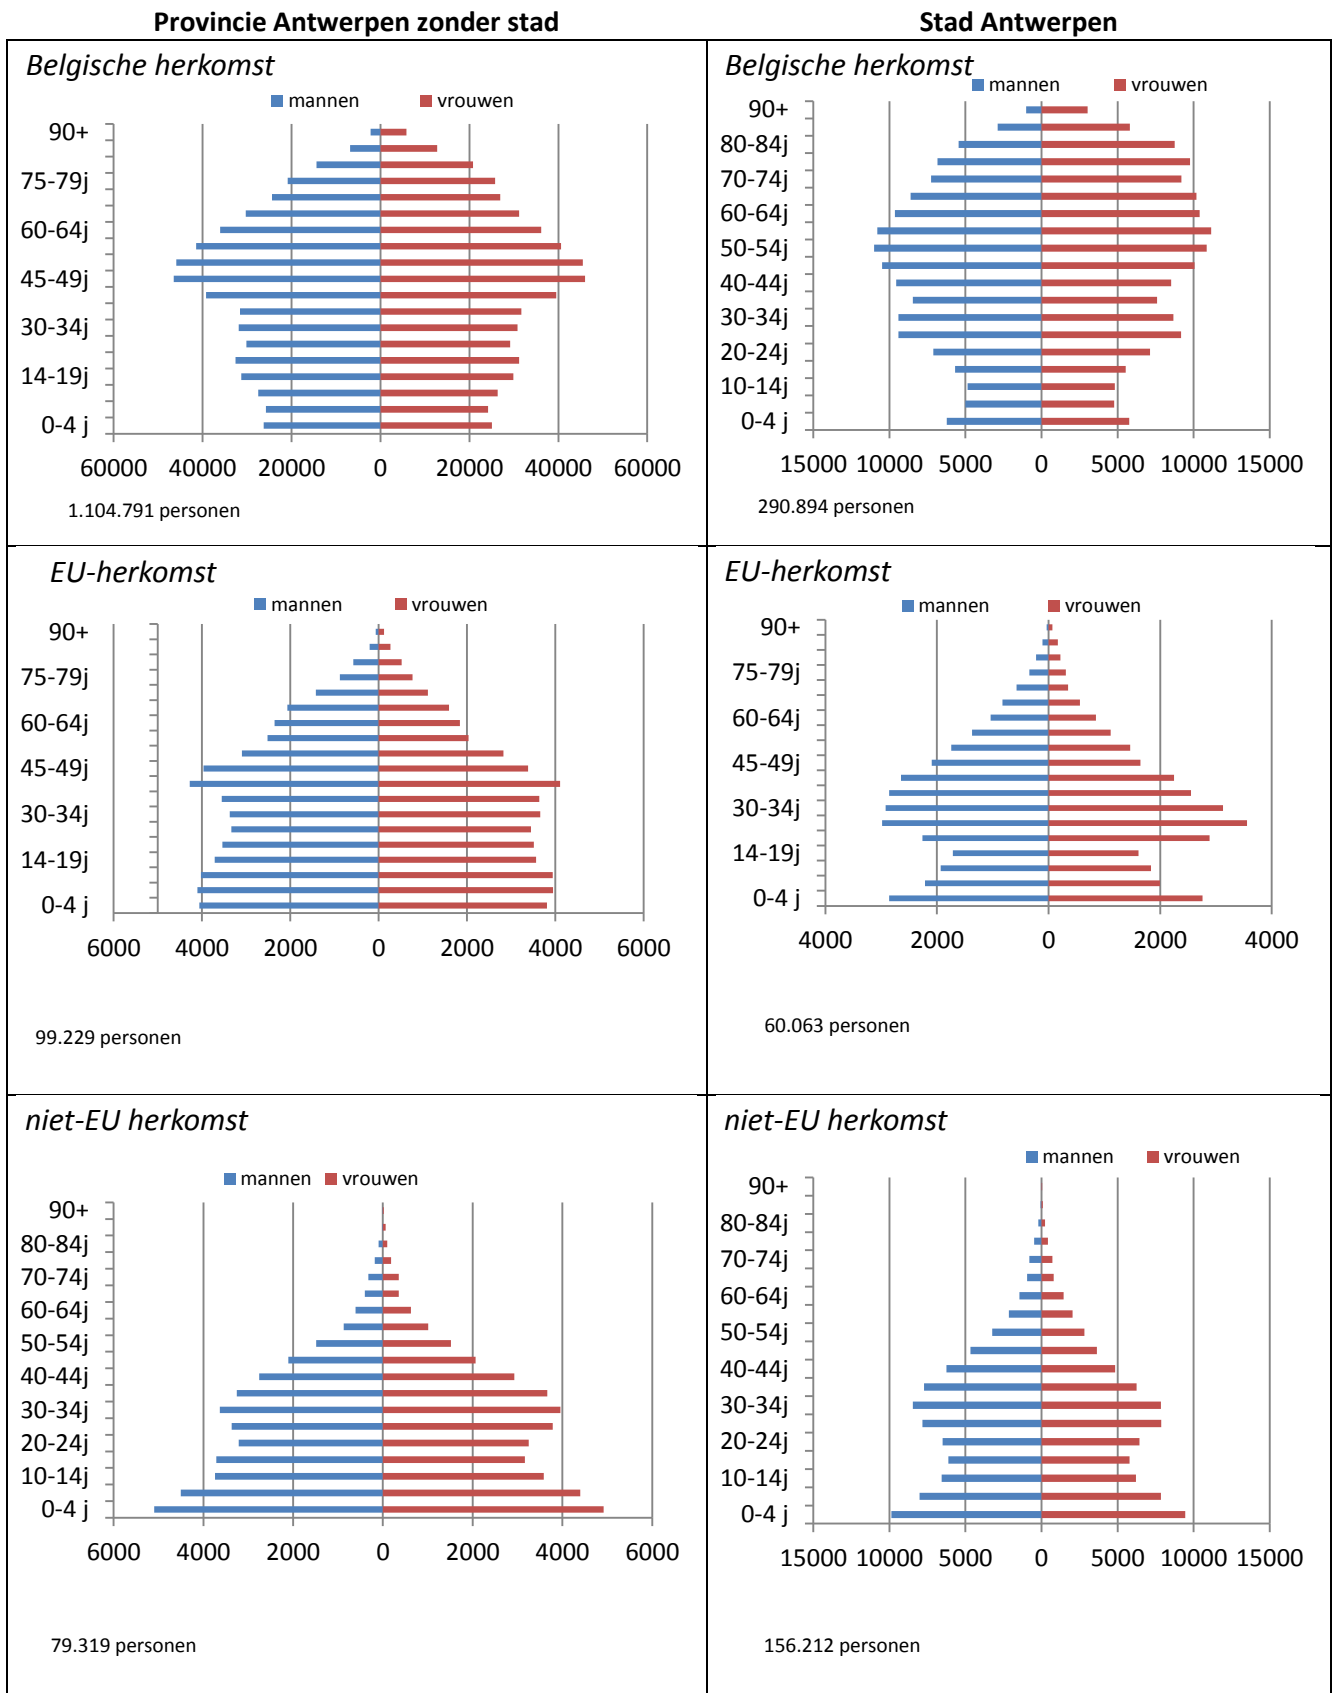 Provincie Antwerpen zonder stad
Stad Antwerpen
Belgische herkomst
mannen vrouwen
90+
75-79j
60-64j
45-49j
30-34j
14-19j
0-4 j
60000 40000 20000 0 20000 40000 60000
1.104.791 personen
Belgische herkomst
mannen vrouwen
90+
80-84j
70-74j
60-64j
50-54j
40-44j
30-34j
20-24j
10-14j
0-4 j
15000 10000 5000 0 5000 10000 15000
290.894 personen
EU-herkomst
mannen vrouwen
90+
75-79j
60-64j
45-49j
30-34j
14-19j
0-4 j
6000 4000 2000 0 2000 4000 6000
99.229 personen
EU-herkomst
mannen vrouwen
90+
75-79j
60-64j
45-49j
30-34j
14-19j
0-4 j
4000 2000 0 2000 4000
60.063 personen
niet-EU herkomst
mannen vrouwen
90+
80-84j
70-74j
60-64j
50-54j
40-44j
30-34j
20-24j
10-14j
0-4 j
6000 4000 2000 0 2000 4000 6000
79.319 personen
niet-EU herkomst
mannen vrouwen
90+
80-84j
70-74j
60-64j
50-54j
40-44j
30-34j
20-24j
10-14j
0-4 j
15000 10000 5000 0 5000 10000 15000
156.212 personen